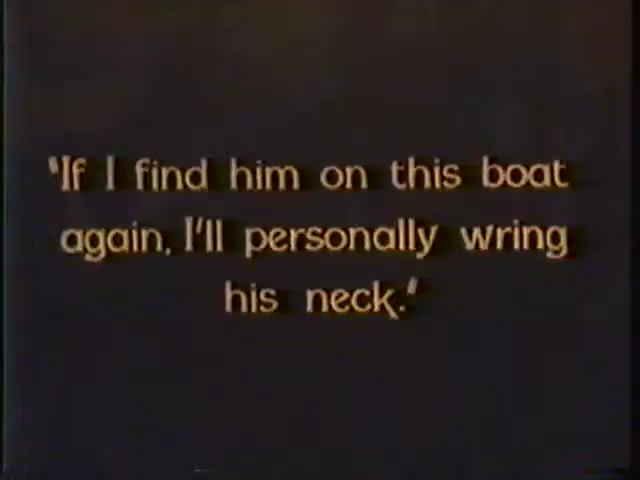 "If I find him on this boat
again, I'll personally wring
his neck."